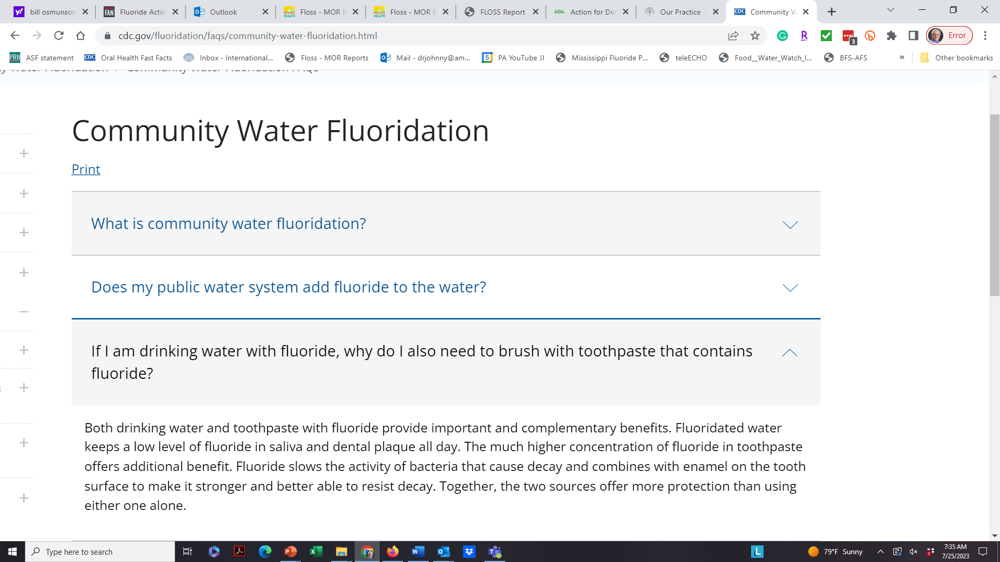 bill osmunson
Fluoride Actio
Outlook
Floss - MOR R
Floss - MOR R
FLOSS Report
Action for Der
Our Practice -
Community W
cdc.gov/fluoridation/faqs/community-water-fluoridation.html
Error
ASF statement
Oral Health Fast Facts
Inbox - International...
Floss - MOR Reports
Mail - drjohnny@am...
PA YouTube JJ
Mississippi Fluoride P...
teleECHO
Food__Water_Watch_I...
BFS-AFS
»
Other bookmarks
y Water Fluoridation
Community Water Fluoridation FAQs
Community Water Fluoridation
Print
What is community water fluoridation?
Does my public water system add fluoride to the water?
If I am drinking water with fluoride, why do I also need to brush with toothpaste that contains
fluoride?
Both drinking water and toothpaste with fluoride provide important and complementary benefits. Fluoridated water
keeps a low level of fluoride in saliva and dental plaque all day. The much higher concentration of fluoride in toothpaste
offers additional benefit. Fluoride slows the activity of bacteria that cause decay and combines with enamel on the tooth
surface to make it stronger and better able to resist decay. Together, the two sources offer more protection than using
either one alone.
Type here to search
79°F Sunny
7:35 AM
7/25/2023